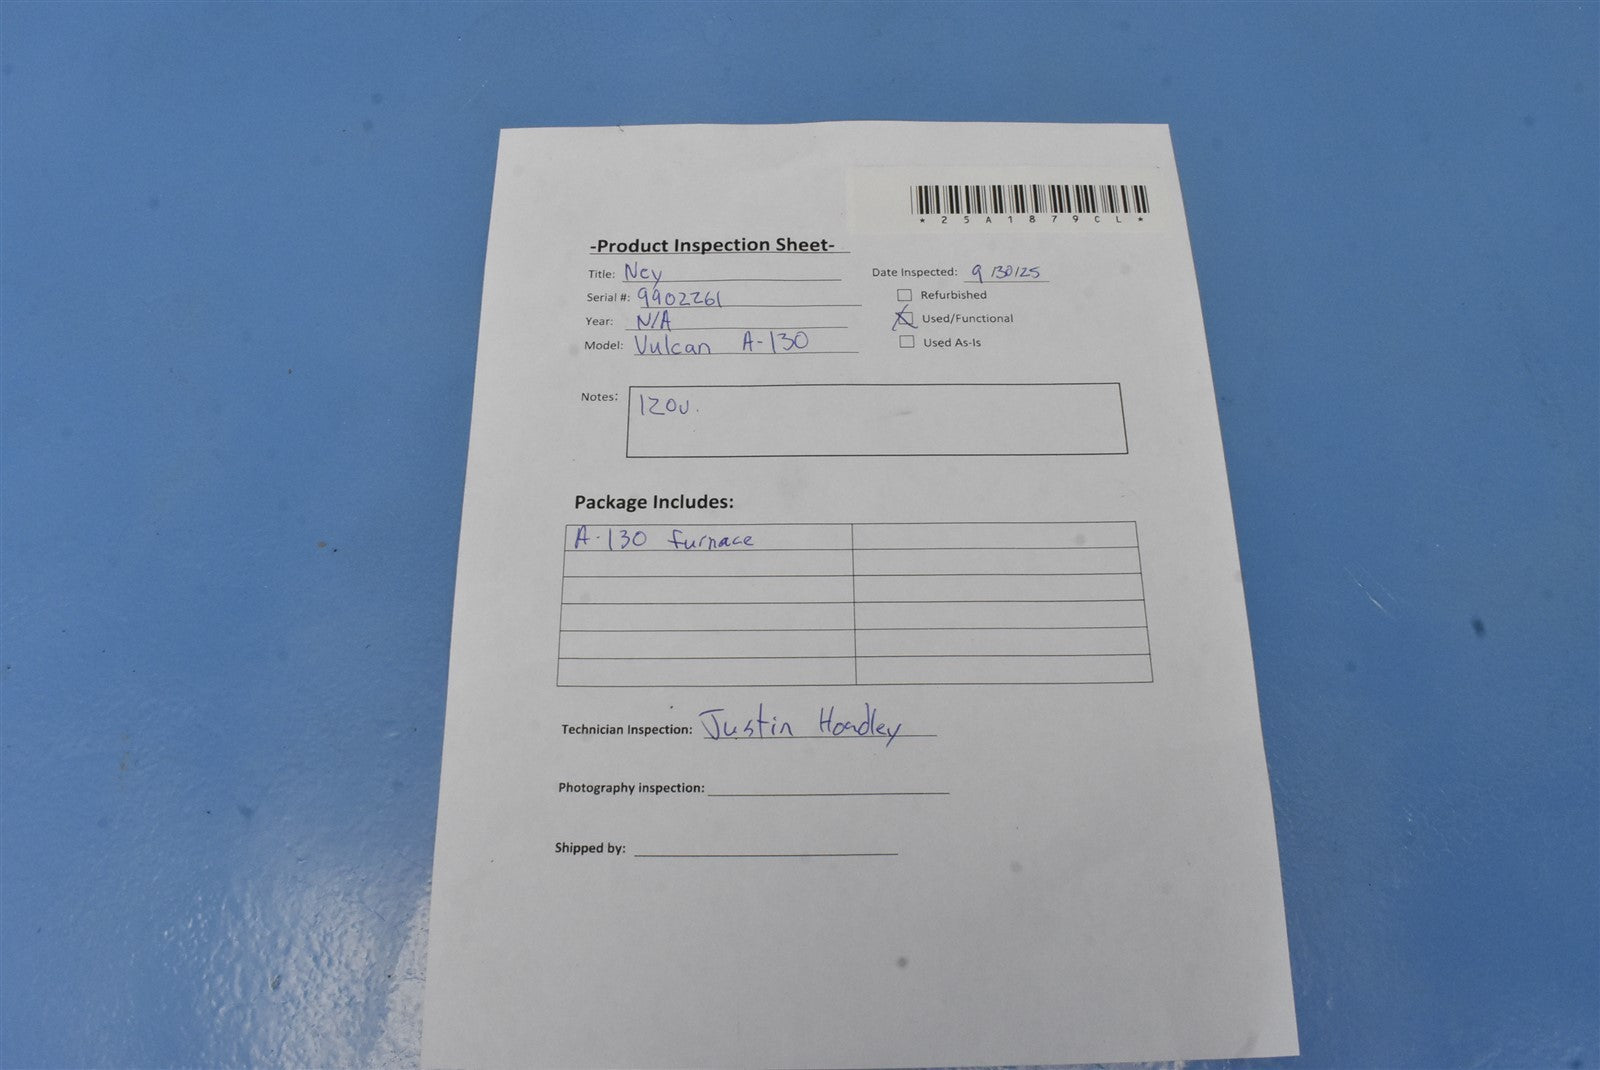 *25A1879CL*
-Product Inspection Sheet-
Title: Ney
Date Inspected: 9/30/25
Serial #: 9902261
Refurbished
Year: N/A
Used/Functional
Model: Vulcan A-130
Used As-Is
Notes: 120v.
Package Includes:
A-130 furnace
Technician Inspection: Justin Hoadley
Photography inspection:
Shipped by: